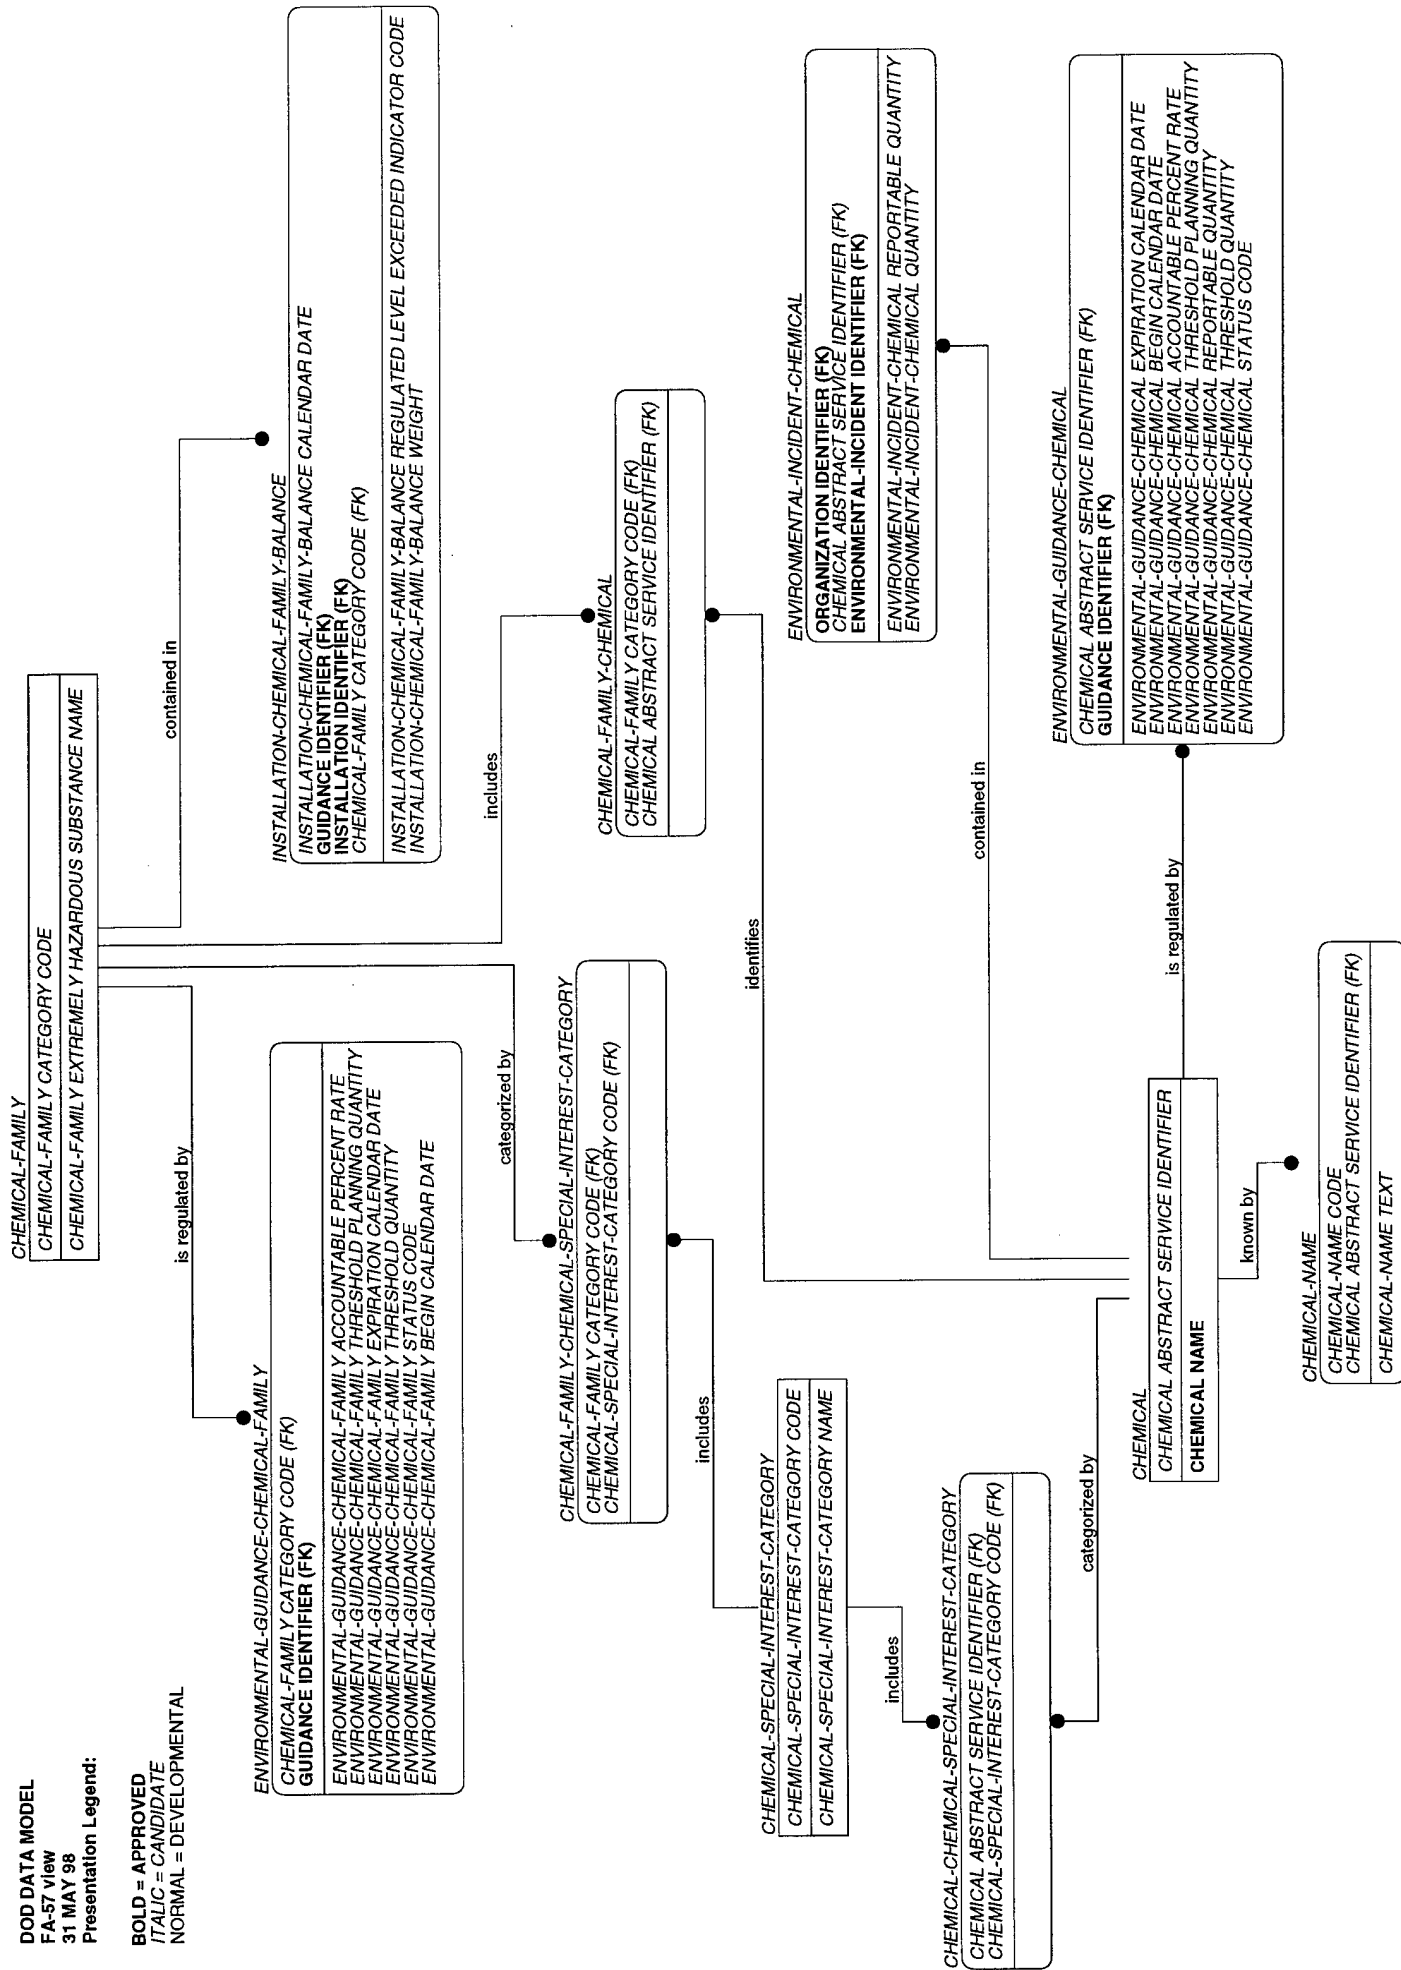 DOD DATA MODEL
FA-57 view
31 MAY 98
Presentation Legend:
BOLD = APPROVED
ITALIC = CANDIDATE
NORMAL = DEVELOPMENTAL
CHEMICAL-FAMILY
CHEMICAL-FAMILY CATEGORY CODE
CHEMICAL-FAMILY EXTREMELY HAZARDOUS SUBSTANCE NAME
is regulated by
contained in
ENVIRONMENTAL-GUIDANCE-CHEMICAL-FAMILY
CHEMICAL-FAMILY CATEGORY CODE (FK)
GUIDANCE IDENTIFIER (FK)
ENVIRONMENTAL-GUIDANCE-CHEMICAL-FAMILY ACCOUNTABLE PERCENT RATE
ENVIRONMENTAL-GUIDANCE-CHEMICAL-FAMILY THRESHOLD PLANNING QUANTITY
ENVIRONMENTAL-GUIDANCE-CHEMICAL-FAMILY EXPIRATION CALENDAR DATE
ENVIRONMENTAL-GUIDANCE-CHEMICAL-FAMILY THRESHOLD QUANTITY
ENVIRONMENTAL-GUIDANCE-CHEMICAL-FAMILY STATUS CODE
ENVIRONMENTAL-GUIDANCE-CHEMICAL-FAMILY BEGIN CALENDAR DATE
INSTALLATION-CHEMICAL-FAMILY-BALANCE
INSTALLATION-CHEMICAL-FAMILY-BALANCE CALENDAR DATE
GUIDANCE IDENTIFIER (FK)
INSTALLATION IDENTIFIER (FK)
CHEMICAL-FAMILY CATEGORY CODE (FK)
INSTALLATION-CHEMICAL-FAMILY-BALANCE REGULATED LEVEL EXCEEDED INDICATOR CODE
INSTALLATION-CHEMICAL-FAMILY-BALANCE WEIGHT
categorized by
includes
CHEMICAL-FAMILY-CHEMICAL-SPECIAL-INTEREST-CATEGORY
CHEMICAL-FAMILY CATEGORY CODE (FK)
CHEMICAL-SPECIAL-INTEREST-CATEGORY CODE (FK)
CHEMICAL-FAMILY-CHEMICAL
CHEMICAL-FAMILY CATEGORY CODE (FK)
CHEMICAL ABSTRACT SERVICE IDENTIFIER (FK)
includes
identifies
CHEMICAL-SPECIAL-INTEREST-CATEGORY
CHEMICAL-SPECIAL-INTEREST-CATEGORY CODE
CHEMICAL-SPECIAL-INTEREST-CATEGORY NAME
ENVIRONMENTAL-INCIDENT-CHEMICAL
ORGANIZATION IDENTIFIER (FK)
CHEMICAL ABSTRACT SERVICE IDENTIFIER (FK)
ENVIRONMENTAL-INCIDENT IDENTIFIER (FK)
ENVIRONMENTAL-INCIDENT-CHEMICAL REPORTABLE QUANTITY
ENVIRONMENTAL-INCIDENT-CHEMICAL QUANTITY
includes
contained in
CHEMICAL-CHEMICAL-SPECIAL-INTEREST-CATEGORY
CHEMICAL ABSTRACT SERVICE IDENTIFIER (FK)
CHEMICAL-SPECIAL-INTEREST-CATEGORY CODE (FK)
categorized by
ENVIRONMENTAL-GUIDANCE-CHEMICAL
CHEMICAL ABSTRACT SERVICE IDENTIFIER (FK)
GUIDANCE IDENTIFIER (FK)
ENVIRONMENTAL-GUIDANCE-CHEMICAL EXPIRATION CALENDAR DATE
ENVIRONMENTAL-GUIDANCE-CHEMICAL BEGIN CALENDAR DATE
ENVIRONMENTAL-GUIDANCE-CHEMICAL ACCOUNTABLE PERCENT RATE
ENVIRONMENTAL-GUIDANCE-CHEMICAL THRESHOLD PLANNING QUANTITY
ENVIRONMENTAL-GUIDANCE-CHEMICAL REPORTABLE QUANTITY
ENVIRONMENTAL-GUIDANCE-CHEMICAL THRESHOLD QUANTITY
ENVIRONMENTAL-GUIDANCE-CHEMICAL STATUS CODE
CHEMICAL
CHEMICAL ABSTRACT SERVICE IDENTIFIER
CHEMICAL NAME
is regulated by
known by
CHEMICAL-NAME
CHEMICAL-NAME CODE
CHEMICAL ABSTRACT SERVICE IDENTIFIER (FK)
CHEMICAL-NAME TEXT